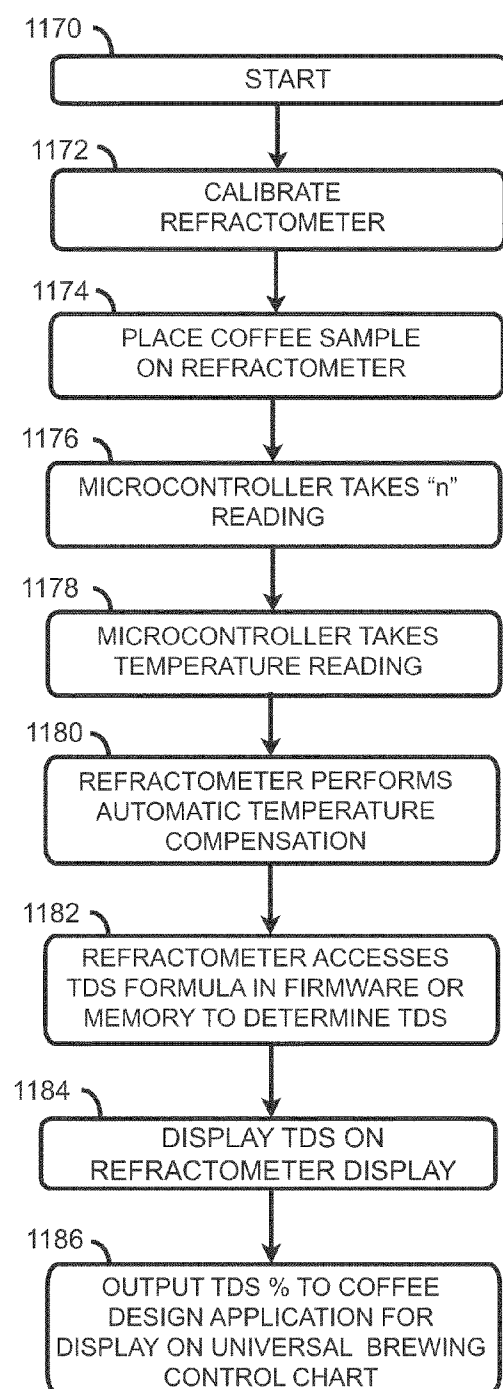 1170
START
1172
CALIBRATE
REFRACTOMETER
1174
PLACE COFFEE SAMPLE
ON REFRACTOMETER
1176
MICROCONTROLLER TAKES “n”
READING
1178
MICROCONTROLLER TAKES
TEMPERATURE READING
1180
REFRACTOMETER PERFORMS
AUTOMATIC TEMPERATURE
COMPENSATION
1182
REFRACTOMETER ACCESSES
TDS FORMULA IN FIRMWARE OR
MEMORY TO DETERMINE TDS
1184
DISPLAY TDS ON
REFRACTOMETER DISPLAY
1186
OUTPUT TDS % TO COFFEE
DESIGN APPLICATION FOR
DISPLAY ON UNIVERSAL BREWING
CONTROL CHART